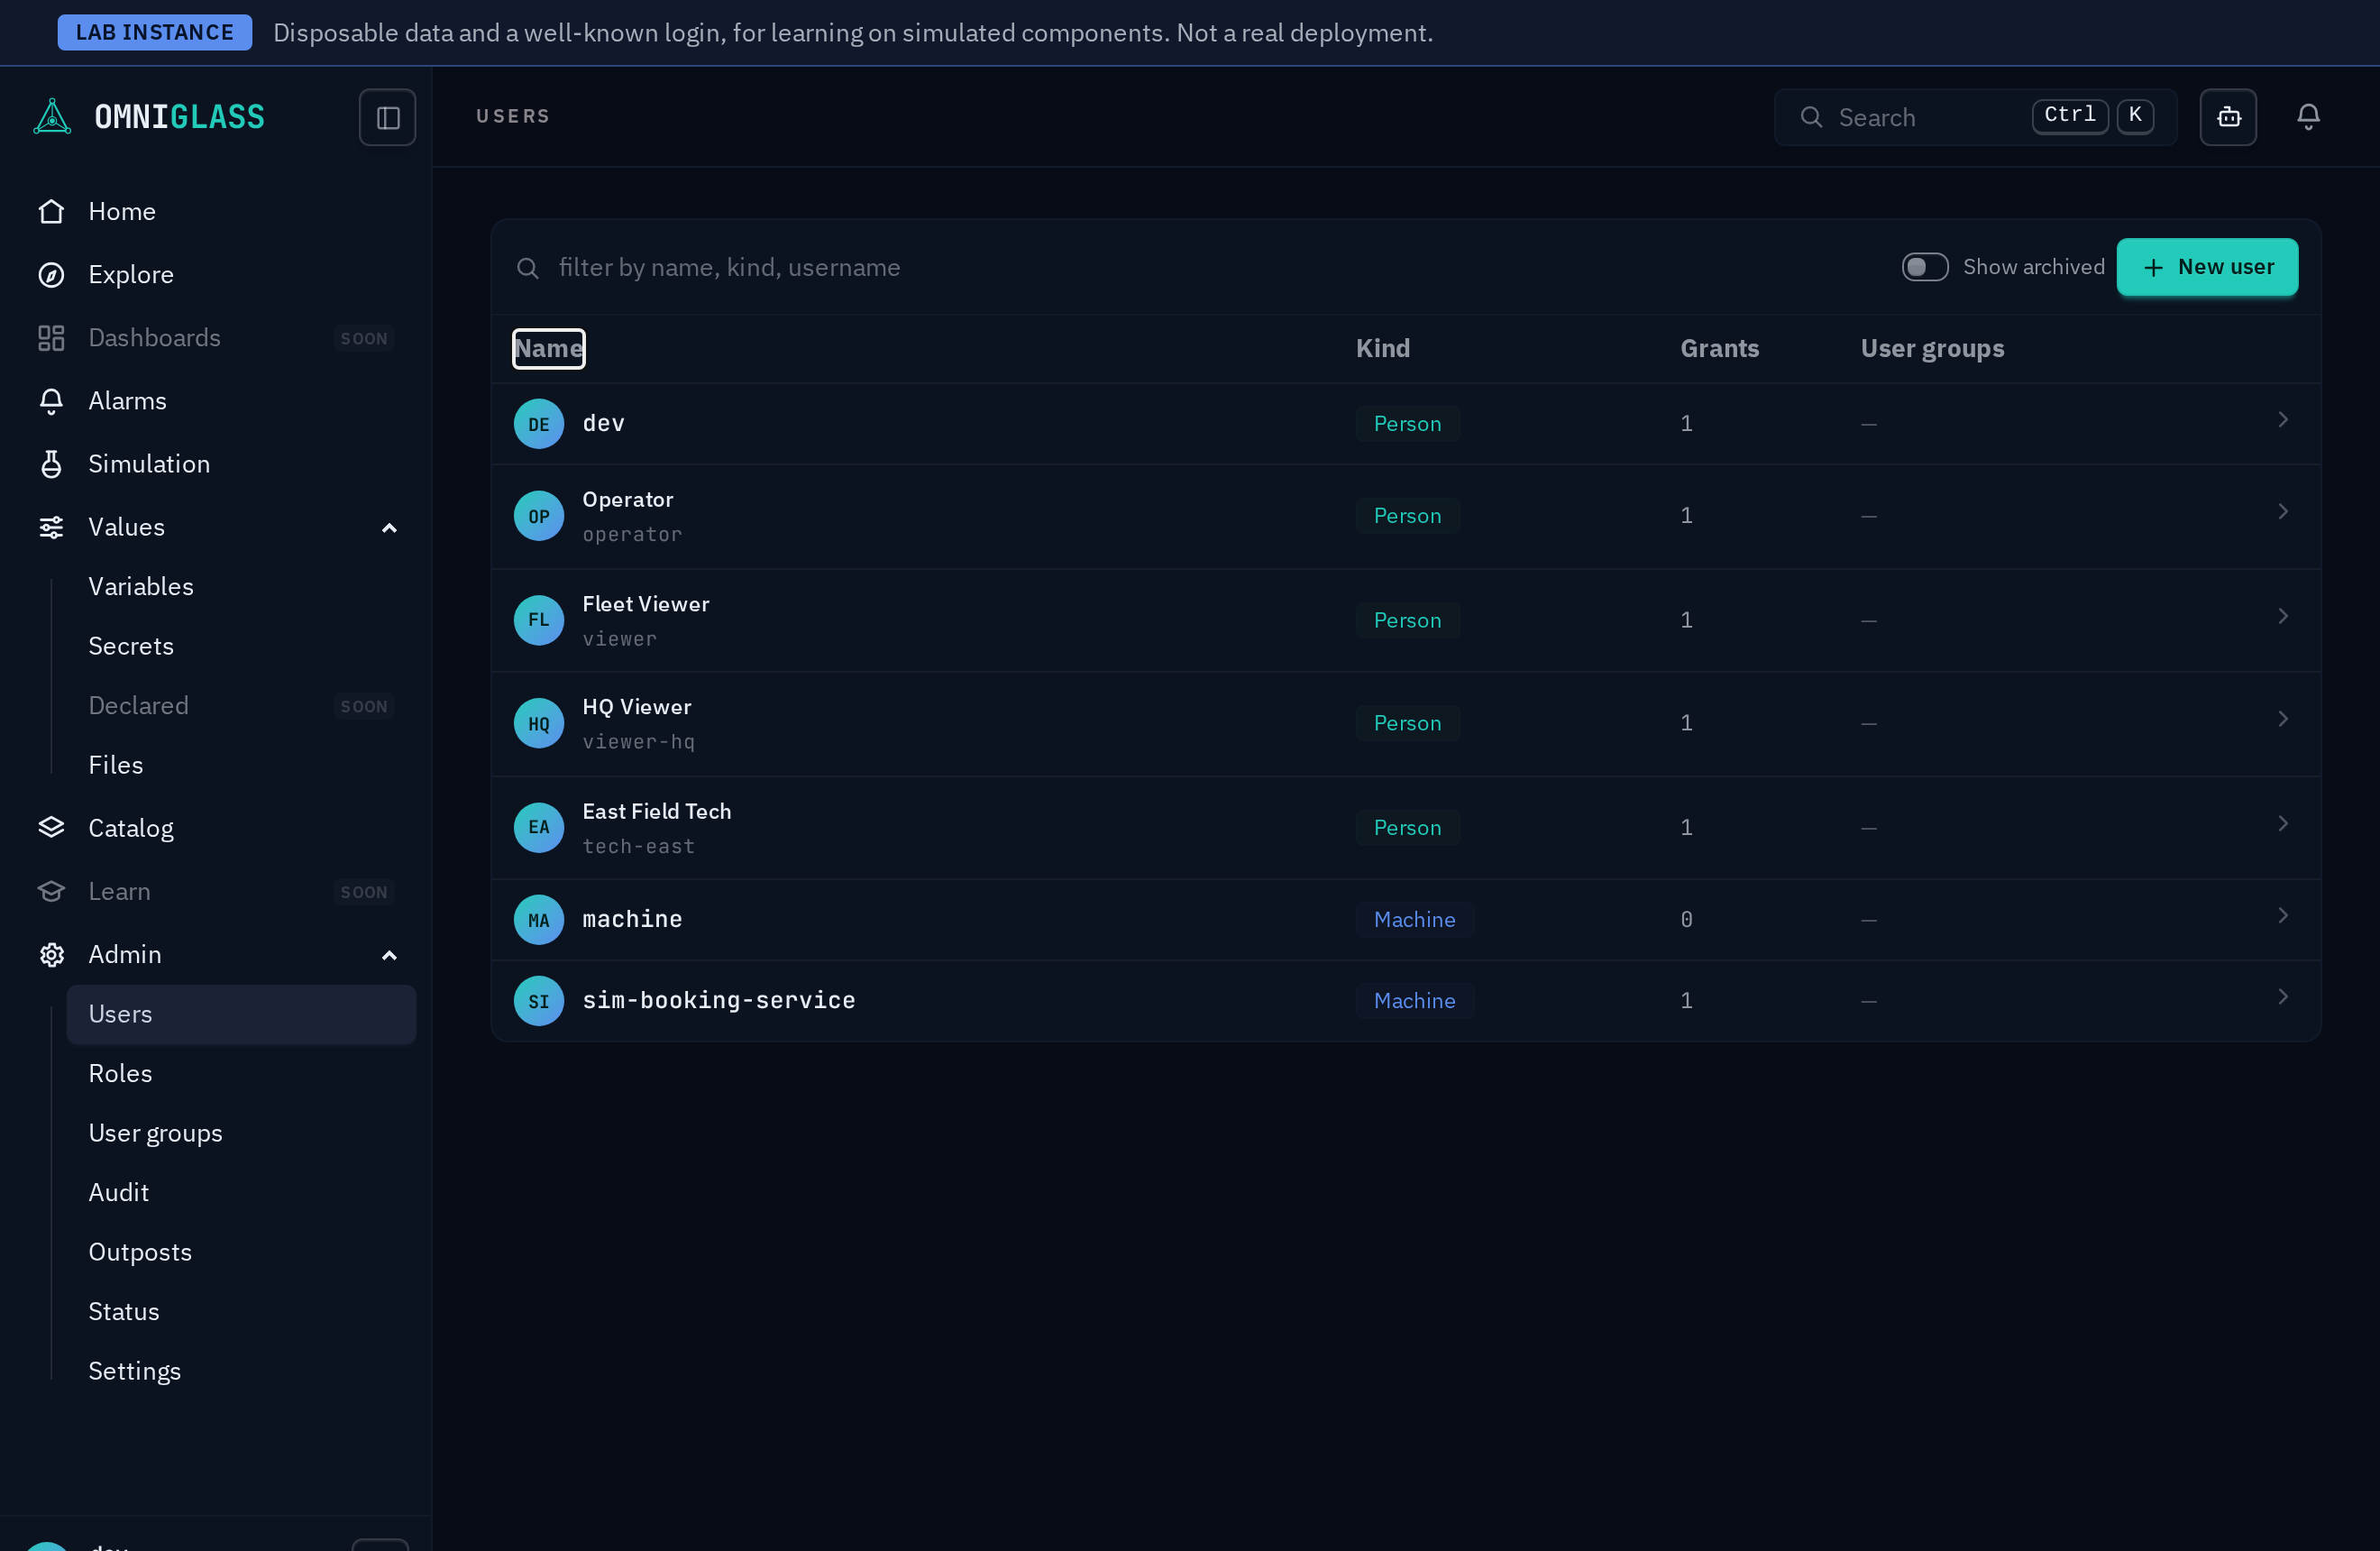 LAB INSTANCE Disposable data and a well-known login, for learning on simulated components. Not a real deployment.
OMNIGLASS
USERS
Search Ctrl K
Home
Explore
Dashboards SOON
Alarms
Simulation
Values
Variables
Secrets
Declared SOON
Files
Catalog
Learn SOON
Admin
Users
Roles
User groups
Audit
Outposts
Status
Settings
filter by name, kind, username
Show archived
+ New user
Name Kind Grants User groups
DE dev Person 1 —
OP Operator Person 1 —
operator
FL Fleet Viewer Person 1 —
viewer
HQ HQ Viewer Person 1 —
viewer-hq
EA East Field Tech Person 1 —
tech-east
MA machine Machine 0 —
SI sim-booking-service Machine 1 —